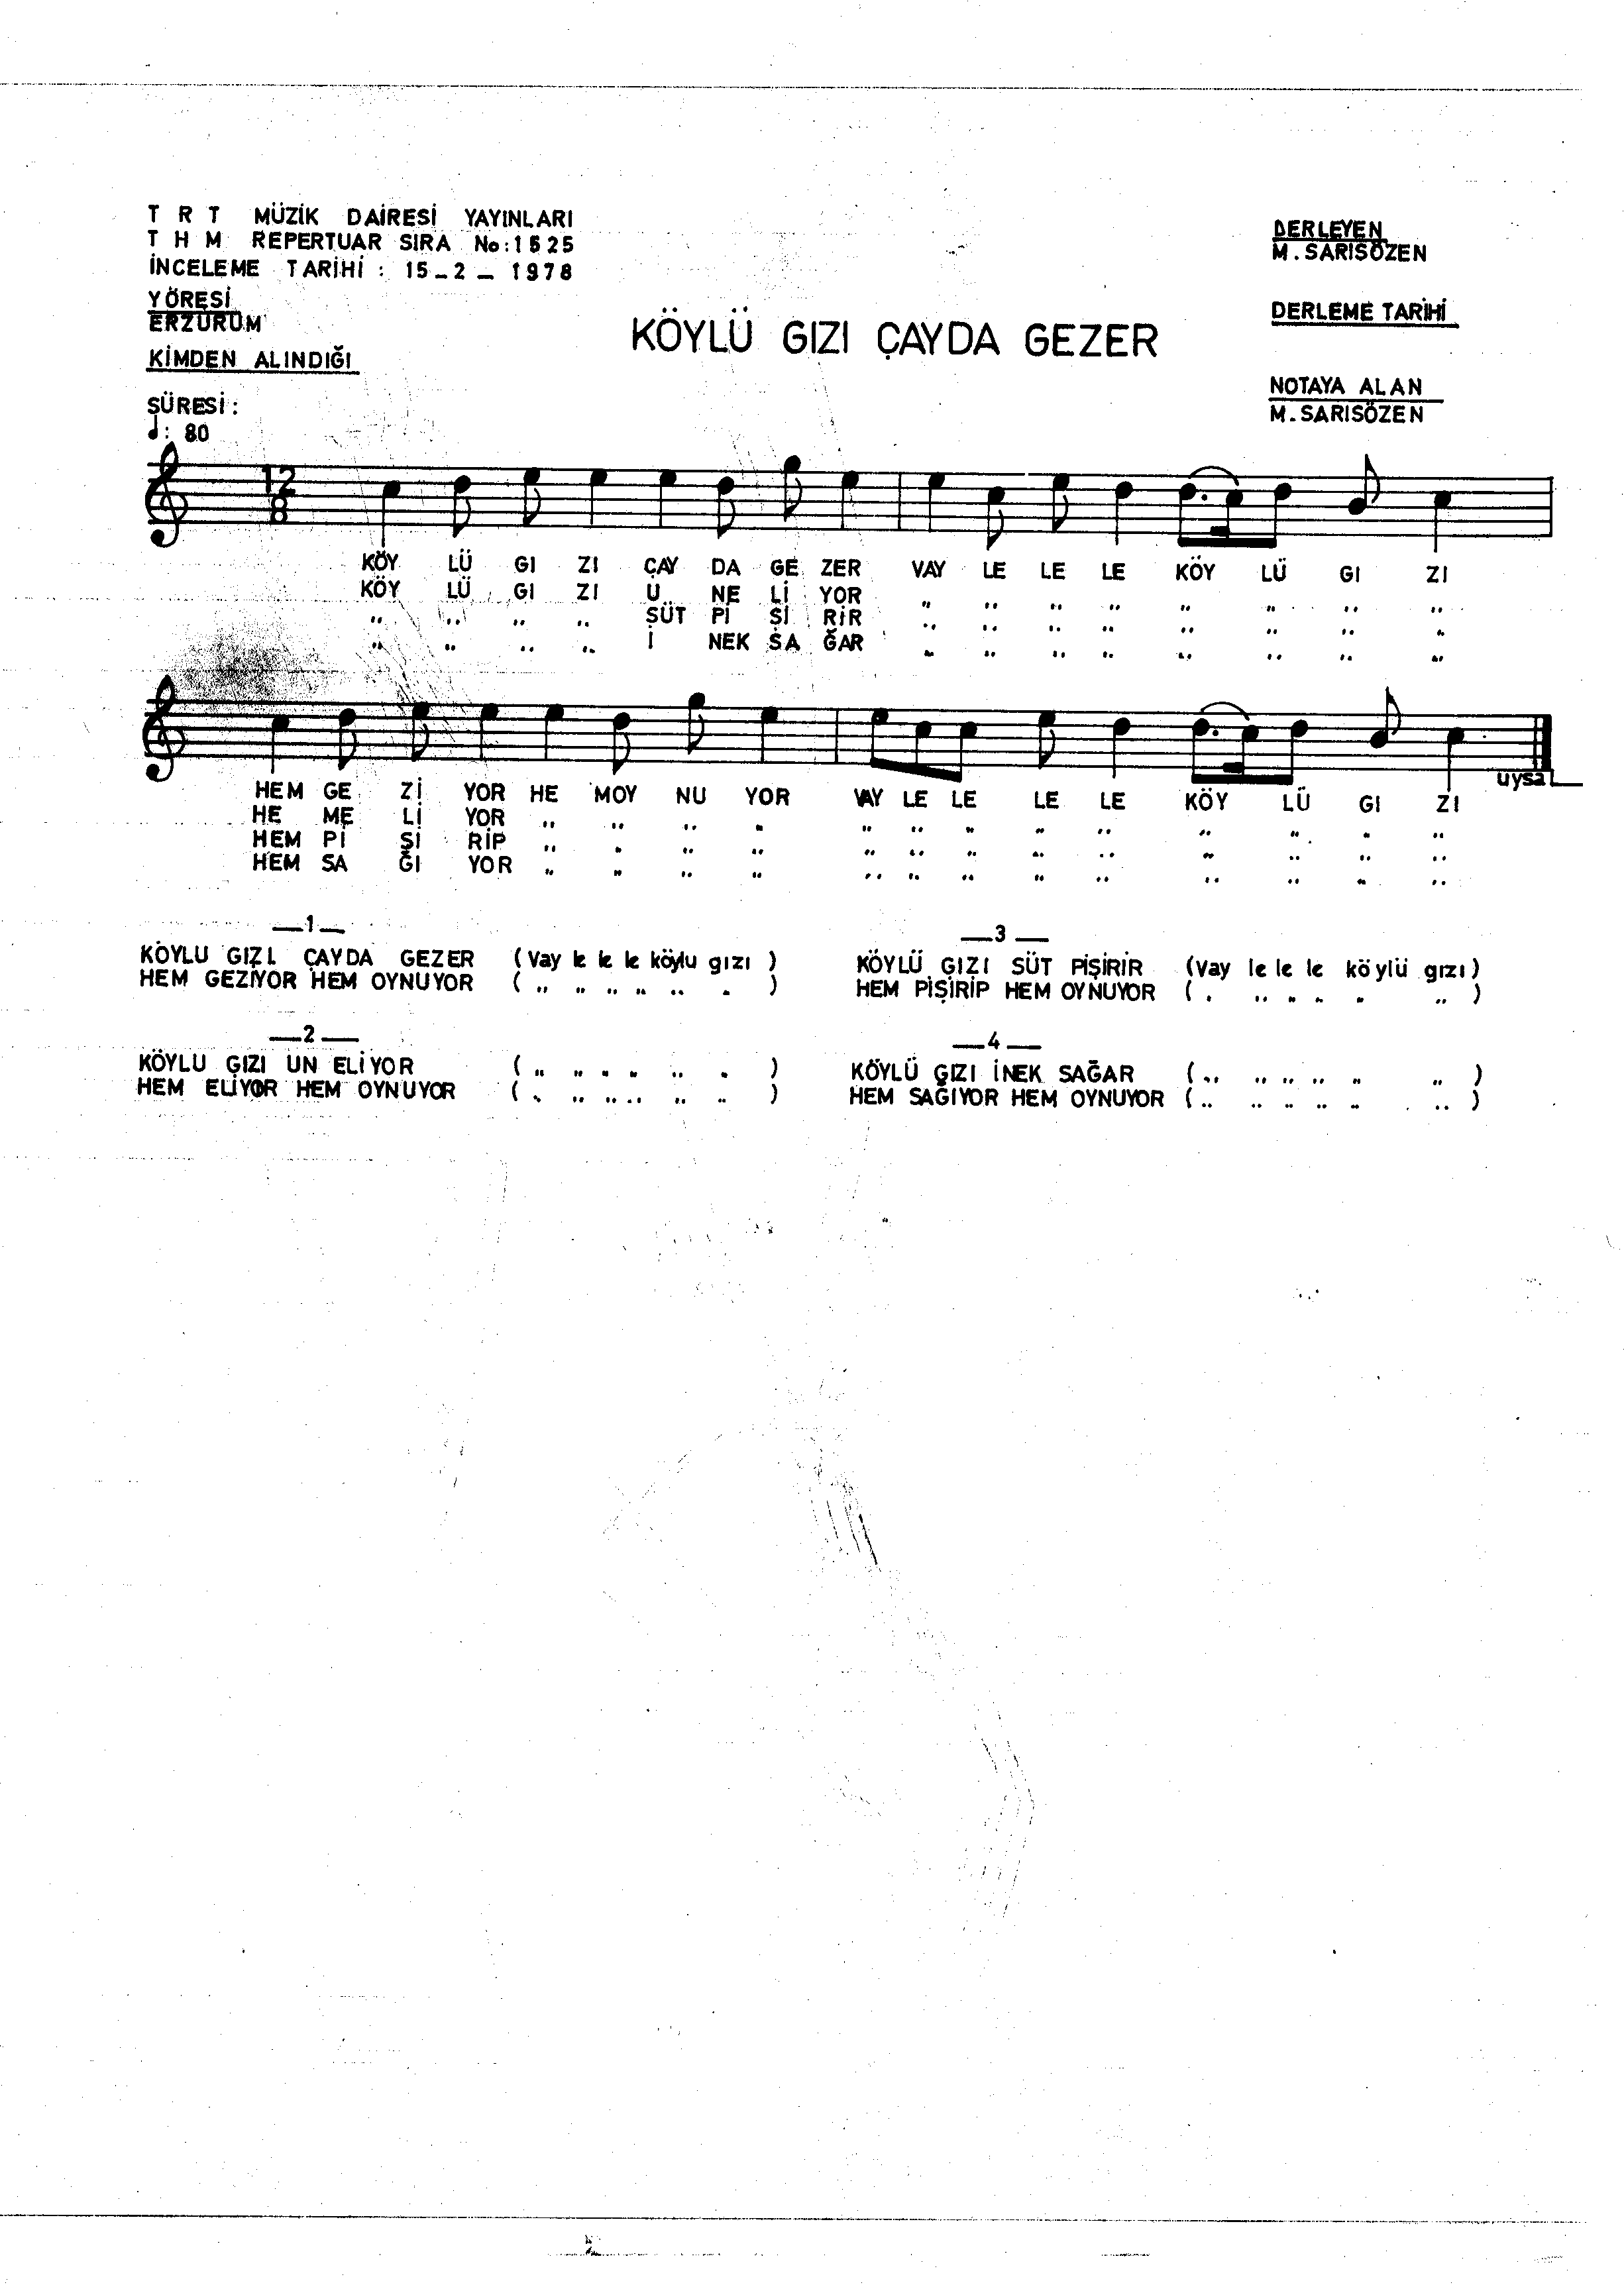 T R T MÜZİK DAİRESİ YAYINLARI
T H M REPERTUAR SIRA No: 1525
İNCELEME TARİHİ : 15_2_1978
YÖRESİ
ERZURUM
KİMDEN ALINDIĞI
SÜRESİ :
♩: 80
KÖYLÜ GIZI ÇAYDA GEZER
DERLEYEN
M. SARISÖZEN
DERLEME TARİHİ
NOTAYA ALAN
M. SARISÖZEN
12
8
KÖY LÜ GI ZI ÇAY DA GE ZER VAY LE LE LE KÖY LÜ GI ZI
KÖY LÜ GI ZI U NE Lİ YOR " " " " " " " "
" " " " SÜT Pİ Şİ RİR " " " " " " " "
" " " " İ NEK SA ĞAR " " " " " " " "
HEM GE Zİ YOR HE MOY NU YOR VAY LE LE LE LE KÖY LÜ GI ZI
HE ME Lİ YOR " " " " " " " " " " " " "
HEM Pİ Şİ RİP " " " " " " " " " " " " "
HEM SA ĞI YOR " " " " " " " " " " " " "
uysal
—1—
KÖYLU GIZI ÇAYDA GEZER (Vay le le le köylu gızı )
HEM GEZİYOR HEM OYNUYOR ( " " " " " " )
—2—
KÖYLU GIZI UN ELİYOR ( " " " " " " )
HEM ELİYOR HEM OYNUYOR ( " " " " " " )
—3—
KÖYLÜ GIZI SÜT PİŞİRİR (Vay le le le köylü gızı)
HEM PİŞİRİP HEM OYNUYOR ( " " " " " " )
—4—
KÖYLÜ GIZI İNEK SAĞAR ( " " " " " " )
HEM SAĞIYOR HEM OYNUYOR ( " " " " " " )